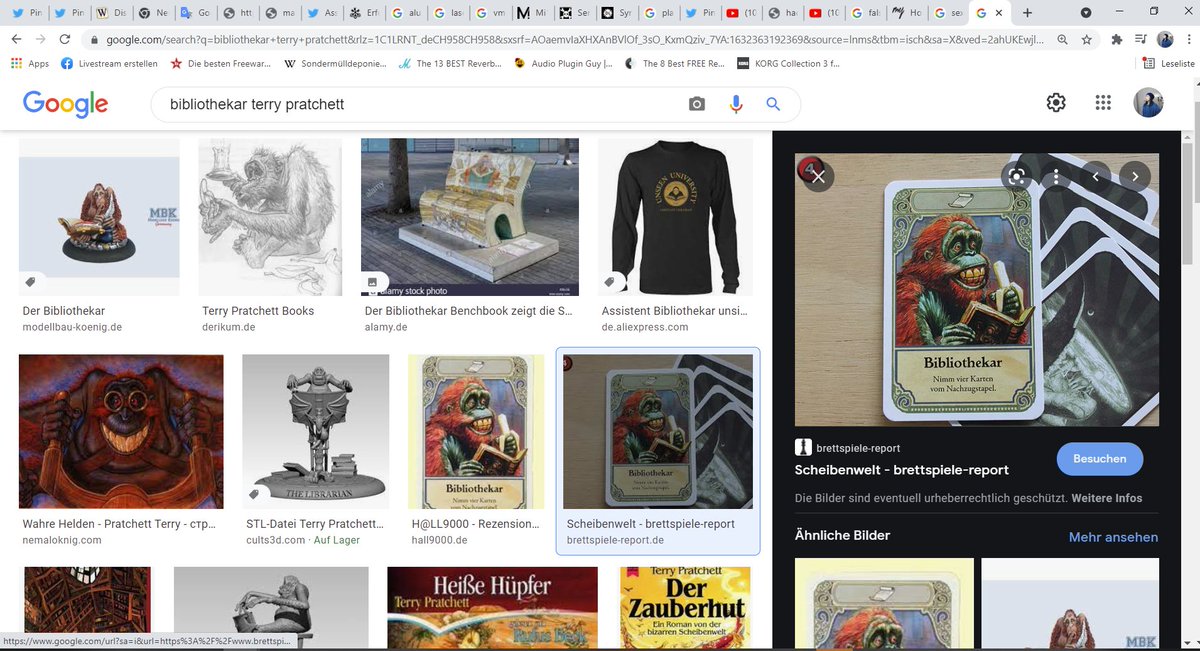 Pin
Pin
Dis
Ne
Go
htt
ma
Ass
Erf
alu
las
vm
Mi
Se
Syr
pla
Pin
(10
ha
(10
fal
Ho
sex
google.com/search?q=bibliothekar+terry+pratchett&rlz=1C1LRNT_deCH958CH958&sxsrf=AOaemvIaXHXAnBVlOf_3sO_KxmQziv_7YA:1632363192369&source=lnms&tbm=isch&sa=X&ved=2ahUKEwjl...
Apps
Livestream erstellen
Die besten Freewar...
Sondermülldeponie...
The 13 BEST Reverb...
Audio Plugin Guy |...
The 8 Best FREE Re...
KORG Collection 3 f...
Leseliste
Google
bibliothekar terry pratchett
MBK
Germany
Der Bibliothekar
modellbau-koenig.de
Terry Pratchett Books
derikum.de
alamy
alamy stock photo
Der Bibliothekar Benchbook zeigt die S...
alamy.de
UNSEEN UNIVERSITY
Assistent Bibliothekar unsi...
de.aliexpress.com
Wahre Helden - Pratchett Terry - стр...
nemaloknig.com
THE LIBRARIAN
STL-Datei Terry Pratchett...
cults3d.com · Auf Lager
Bibliothekar
Nimm vier Karten
H@LL9000 - Rezension...
hall9000.de
Bibliothekar
Nimm vier Karten
vom Nachzugstapel.
Scheibenwelt - brettspiele-report
brettspiele-report.de
Heiße Hüpfer
Terry Pratchett
Terry Pratchett
Der
Zauberhut
Ein Roman von der
bizarren Scheibenwelt
https://www.google.com/url?sa=i&url=https%3A%2F%2Fwww.brettspi...
4
Bibliothekar
Nimm vier Karten
vom Nachzugstapel.
brettspiele-report
Scheibenwelt - brettspiele-report
Besuchen
Die Bilder sind eventuell urheberrechtlich geschützt. Weitere Infos
Ähnliche Bilder
Mehr ansehen
MBK